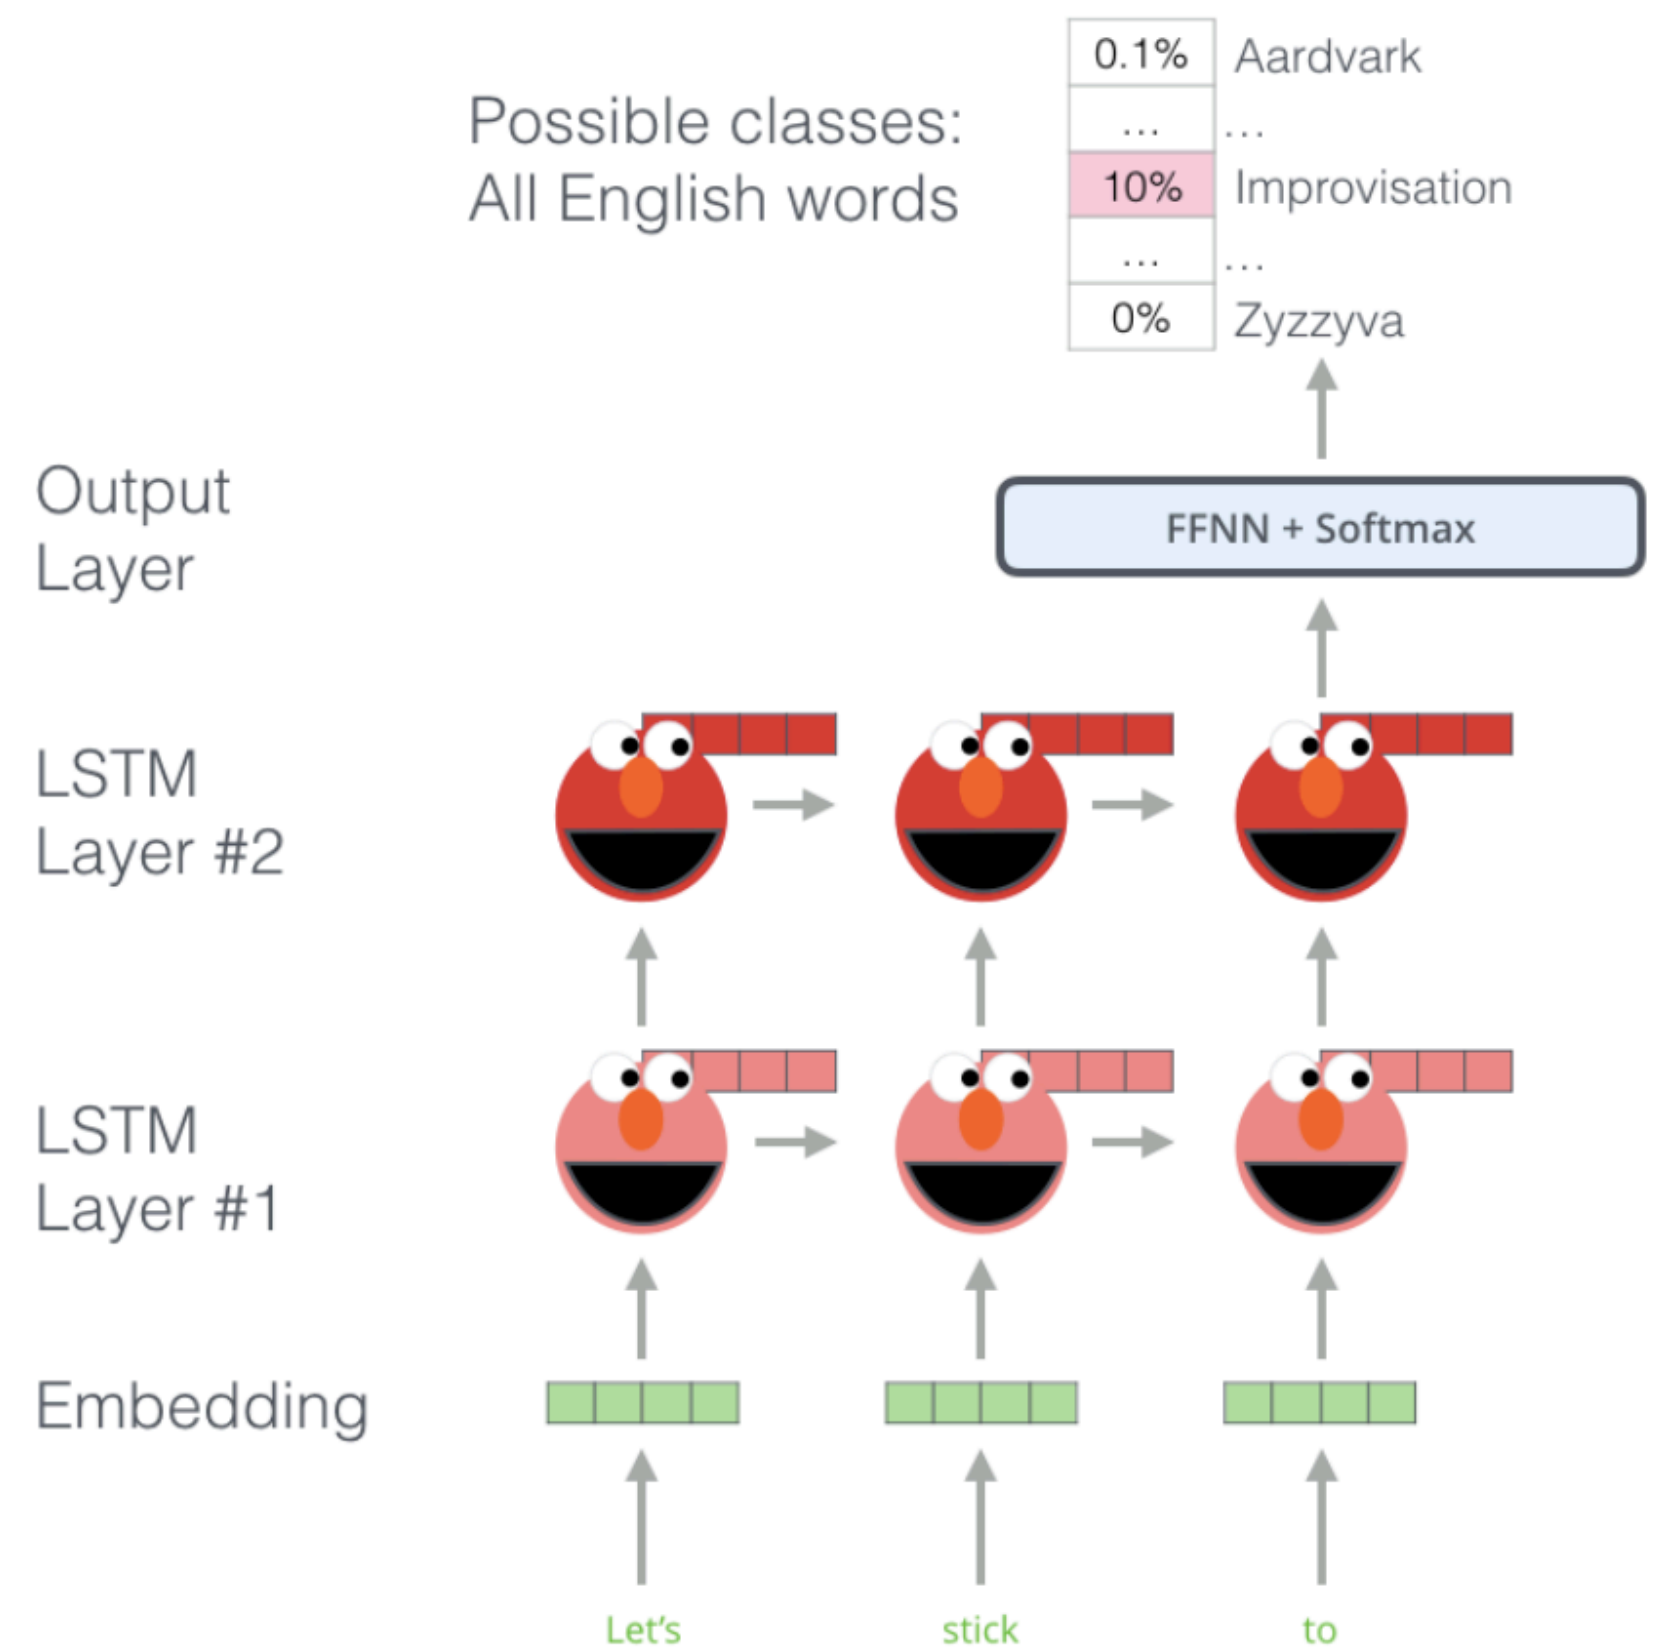 0.1% Aardvark
Possible classes:
... ...
All English words
10% Improvisation
... ...
0% Zyzzyva
Output
Layer
FFNN + Softmax
LSTM
Layer #2
LSTM
Layer #1
Embedding
Let's stick to